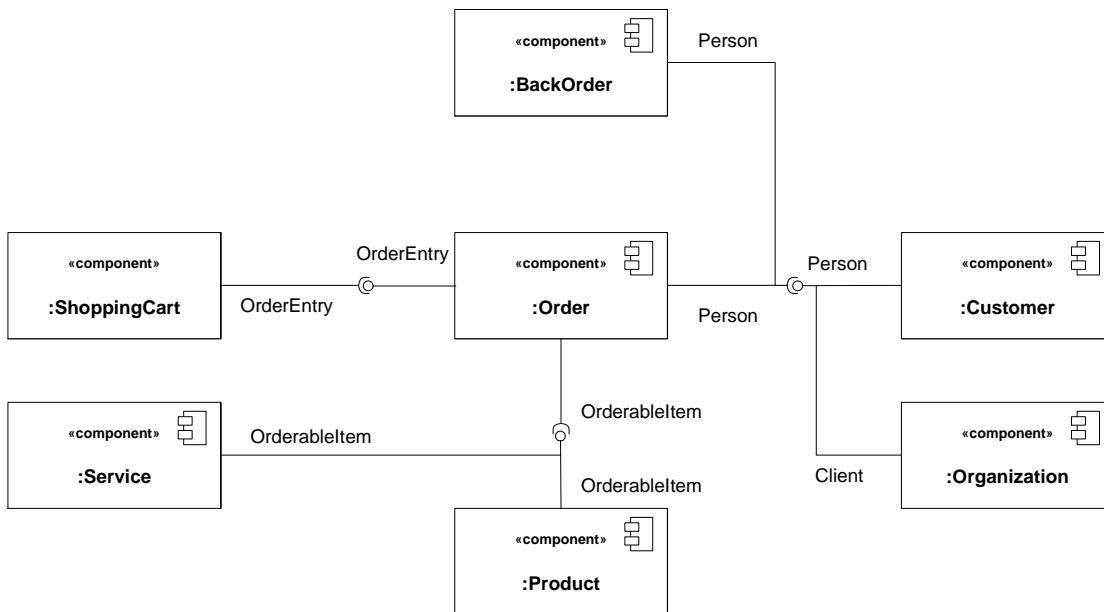 «component»
:BackOrder
Person
«component»
:ShoppingCart
OrderEntry
OrderEntry
«component»
:Order
Person
Person
«component»
:Customer
«component»
:Service
OrderableItem
OrderableItem
OrderableItem
Client
«component»
:Organization
«component»
:Product